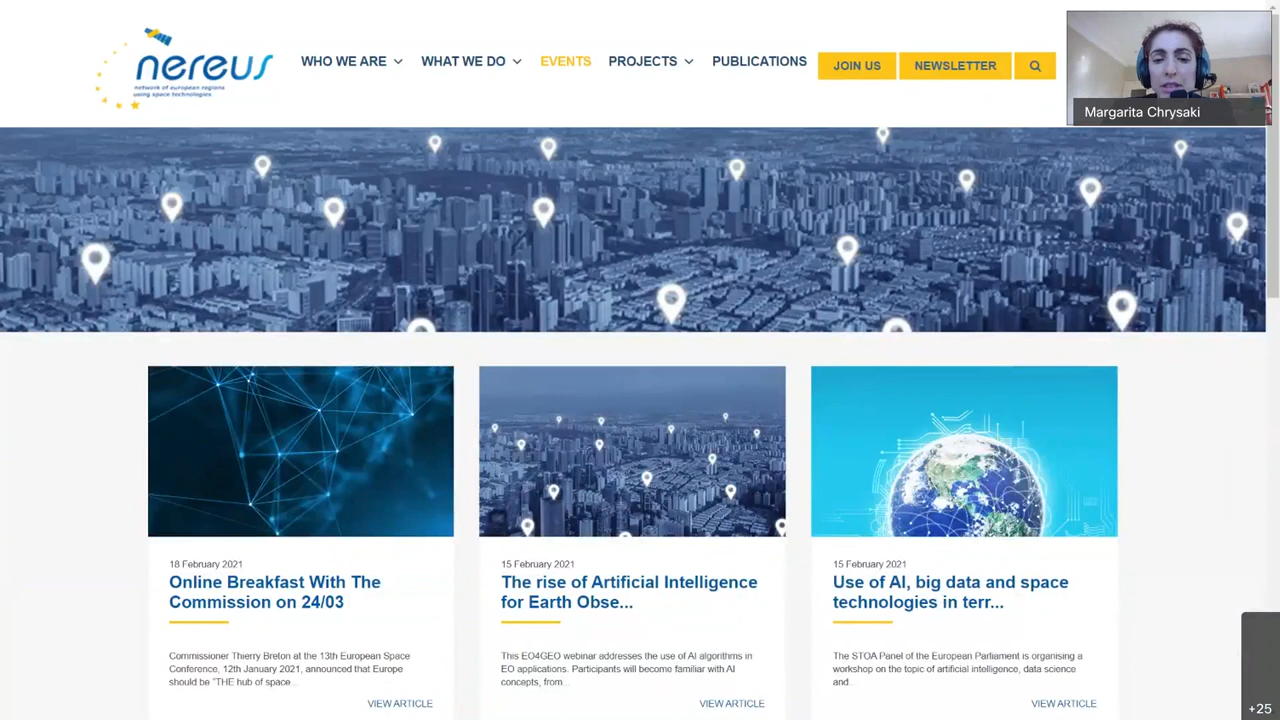 nereus
network of european regions
using space technologies
WHO WE ARE
WHAT WE DO
EVENTS
PROJECTS
PUBLICATIONS
JOIN US
NEWSLETTER
Margarita Chrysaki
18 February 2021
Online Breakfast With The
Commission on 24/03
Commissioner Thierry Breton at the 13th European Space
Conference, 12th January 2021, announced that Europe
should be "THE hub of space...
VIEW ARTICLE
15 February 2021
The rise of Artificial Intelligence
for Earth Obse...
This EO4GEO webinar addresses the use of AI algorithms in
EO applications. Participants will become familiar with AI
concepts, from...
VIEW ARTICLE
15 February 2021
Use of AI, big data and space
technologies in terr...
The STOA Panel of the European Parliament is organising a
workshop on the topic of artificial intelligence, data science
and...
VIEW ARTICLE
+25